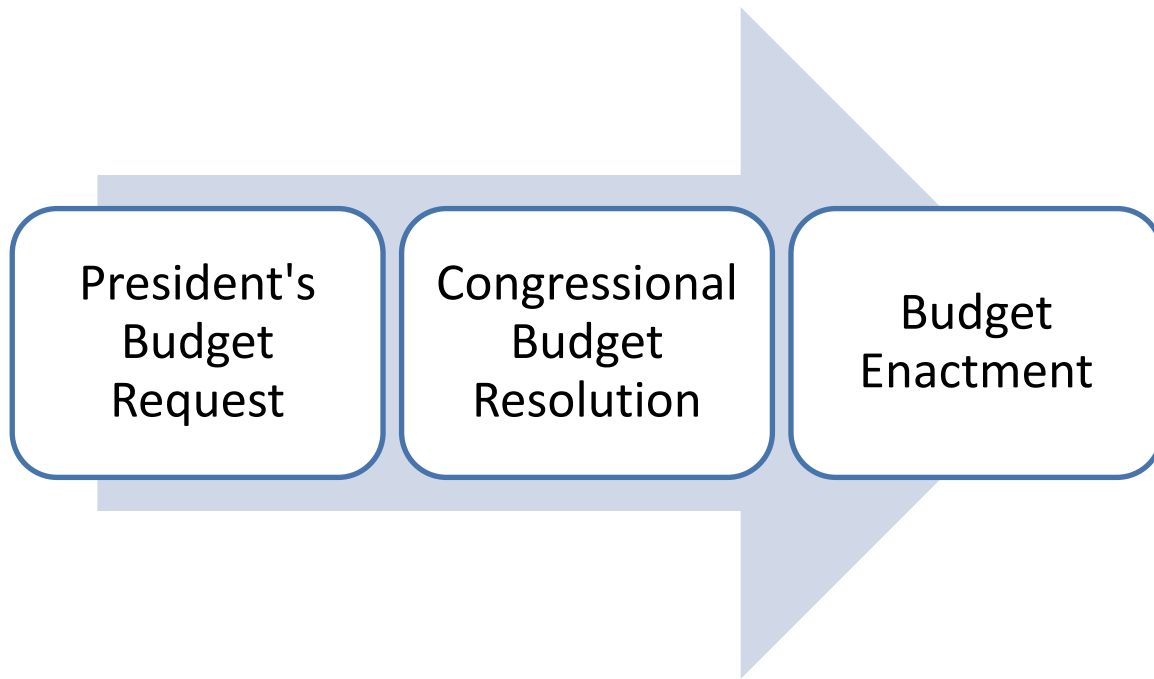 President's
Budget
Request
Congressional
Budget
Resolution
Budget
Enactment